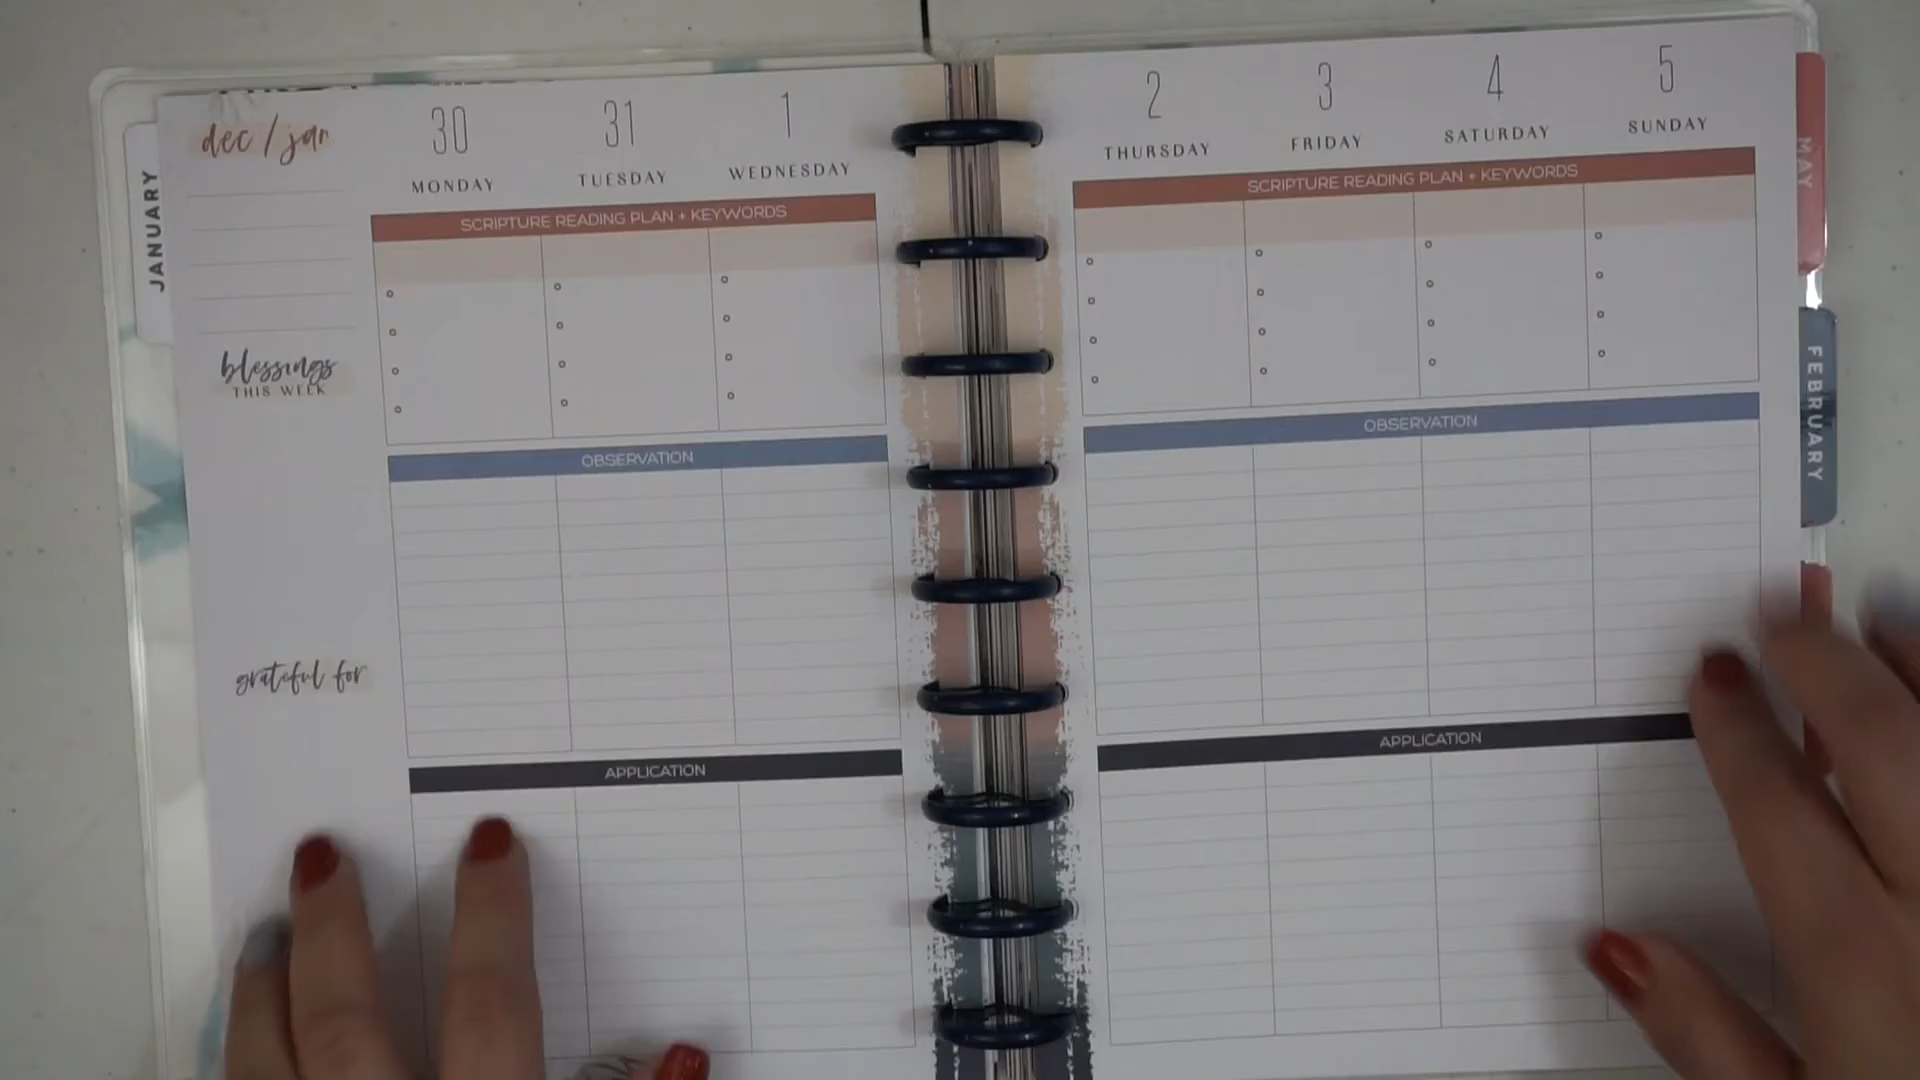 dec / jan
30
31
1
2
3
4
5
MONDAY
TUESDAY
WEDNESDAY
THURSDAY
FRIDAY
SATURDAY
SUNDAY
SCRIPTURE READING PLAN + KEYWORDS
SCRIPTURE READING PLAN + KEYWORDS
JANUARY
MAY
FEBRUARY
blessings
THIS WEEK
OBSERVATION
OBSERVATION
grateful for
APPLICATION
APPLICATION